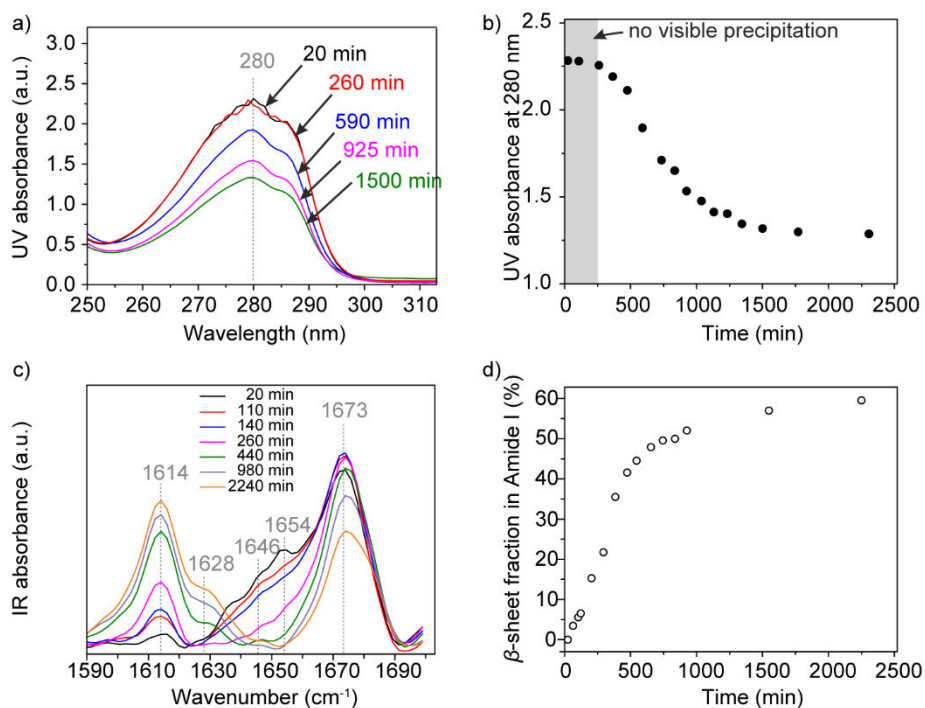 a)
UV absorbance (a.u.)
3.0
2.5
2.0
1.5
1.0
0.5
0.0
280
20 min
260 min
590 min
925 min
1500 min
250 260 270 280 290 300 310
Wavelength (nm)
b)
UV absorbance at 280 nm
2.5
2.0
1.5
1.0
no visible precipitation
0 500 1000 1500 2000 2500
Time (min)
c)
IR absorbance (a.u.)
20 min
110 min
140 min
260 min
440 min
980 min
2240 min
1614
1628
1646
1654
1673
1590 1610 1630 1650 1670 1690
Wavenumber (cm⁻¹)
d)
β-sheet fraction in Amide I (%)
60
50
40
30
20
10
0
0 500 1000 1500 2000 2500
Time (min)